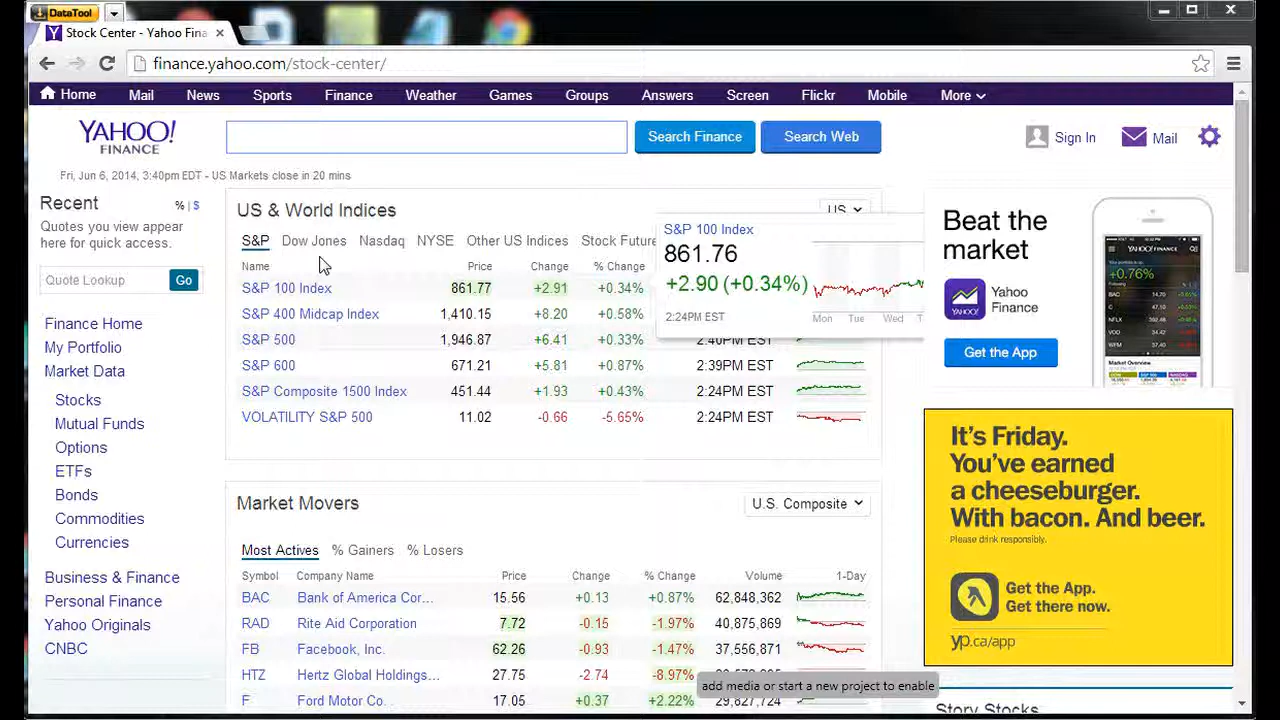 DataTool
Stock Center - Yahoo Fina
finance.yahoo.com/stock-center/
Home Mail News Sports Finance Weather Games Groups Answers Screen Flickr Mobile More
YAHOO!
FINANCE
Search Finance Search Web
Sign In Mail
Fri, Jun 6, 2014, 3:40pm EDT - US Markets close in 20 mins
Recent % | $
Quotes you view appear
here for quick access.
Quote Lookup Go
Finance Home
My Portfolio
Market Data
Stocks
Mutual Funds
Options
ETFs
Bonds
Commodities
Currencies
Business & Finance
Personal Finance
Yahoo Originals
CNBC
US & World Indices US
S&P Dow Jones Nasdaq NYSE Other US Indices Stock Future
Name Price Change % Change
S&P 100 Index 861.77 +2.91 +0.34%
S&P 400 Midcap Index 1,410.15 +8.20 +0.58%
S&P 500 1,946.87 +6.41 +0.33% 2:40PM EST
S&P 600 671.21 +5.81 +0.87% 2:39PM EST
S&P Composite 1500 Index 451.44 +1.93 +0.43% 2:24PM EST
VOLATILITY S&P 500 11.02 -0.66 -5.65% 2:24PM EST
S&P 100 Index
861.76
+2.90 (+0.34%)
2:24PM EST
Mon Tue Wed
Market Movers U.S. Composite
Most Actives % Gainers % Losers
Symbol Company Name Price Change % Change Volume 1-Day
BAC Bank of America Cor... 15.56 +0.13 +0.87% 62,848,362
RAD Rite Aid Corporation 7.72 -0.15 -1.97% 40,875,869
FB Facebook, Inc. 62.26 -0.93 -1.47% 37,556,871
HTZ Hertz Global Holdings... 27.75 -2.74 -8.97%
add media or start a new project to enable
F Ford Motor Co. 17.05 +0.37 +2.22% 29,827,724
Beat the
market
YAHOO!
Yahoo
Finance
Get the App
YAHOO! FINANCE
+0.76%
It's Friday.
You've earned
a cheeseburger.
With bacon. And beer.
Please drink responsibly.
Get the App.
Get there now.
yp.ca/app
Story Stocks